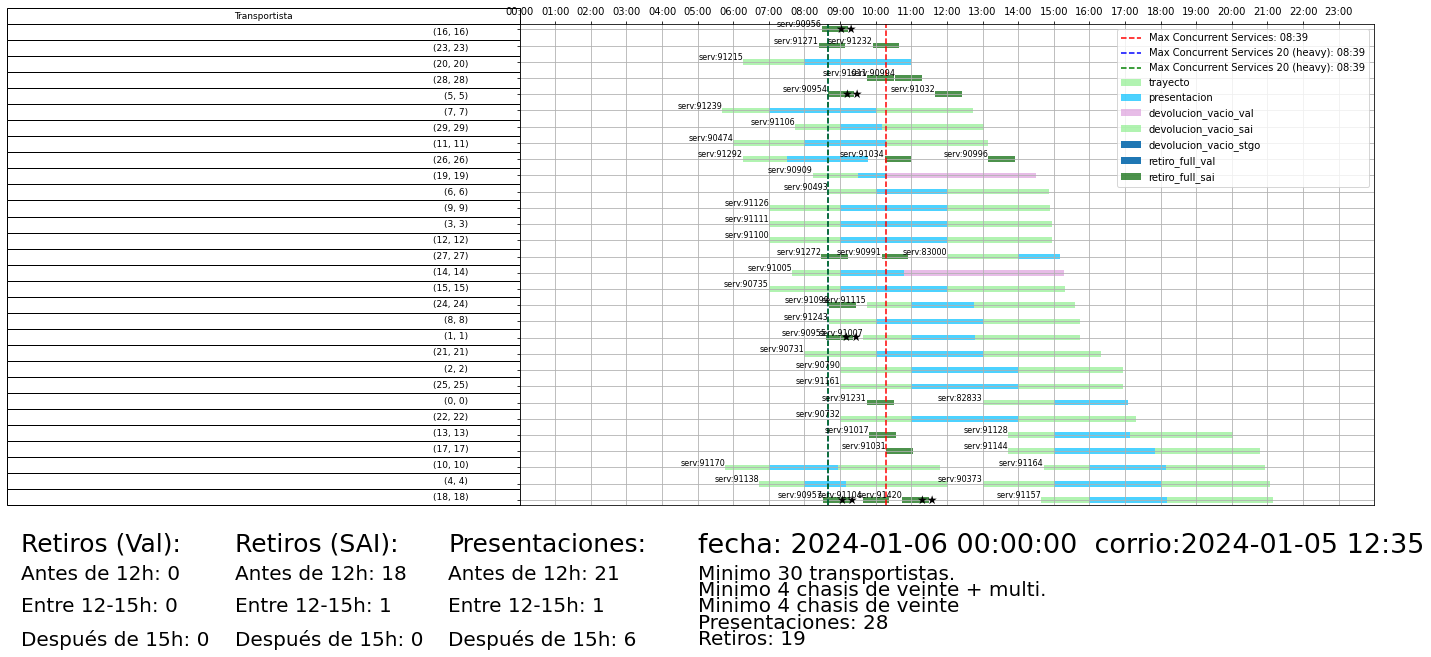 Transportista
00:00 01:00 02:00 03:00 04:00 05:00 06:00 07:00 08:00 09:00 10:00 11:00 12:00 13:00 14:00 15:00 16:00 17:00 18:00 19:00 20:00 21:00 22:00 23:00
Max Concurrent Services: 08:39
Max Concurrent Services 20 (heavy): 08:39
Max Concurrent Services 20 (heavy): 08:39
trayecto
presentacion
devolucion_vacio_val
devolucion_vacio_sai
devolucion_vacio_stgo
retiro_full_val
retiro_full_sai
(16, 16) serv:90956
(23, 23) serv:91271 serv:91232
(20, 20) serv:91215
(28, 28) serv:90994
(5, 5) serv:90954 serv:91032
(7, 7) serv:91239
(29, 29) serv:91106
(11, 11) serv:90474
(26, 26) serv:91292 serv:91034 serv:90996
(19, 19) serv:90909
(6, 6) serv:90493
(9, 9) serv:91126
(3, 3) serv:91111
(12, 12) serv:91100
(27, 27) serv:91272 serv:90991 serv:83000
(14, 14) serv:91005
(15, 15) serv:90735
(24, 24) serv:91115
(8, 8) serv:91243
(1, 1) serv:91007
(21, 21) serv:90731
(2, 2) serv:90790
(25, 25) serv:91161
(0, 0) serv:91231 serv:82833
(22, 22) serv:90732
(13, 13) serv:91017 serv:91128
(17, 17) serv:91031 serv:91144
(10, 10) serv:91170 serv:91164
(4, 4) serv:91138 serv:90373
(18, 18) serv:91157
Retiros (Val):
Antes de 12h: 0
Entre 12-15h: 0
Después de 15h: 0
Retiros (SAI):
Antes de 12h: 18
Entre 12-15h: 1
Después de 15h: 0
Presentaciones:
Antes de 12h: 21
Entre 12-15h: 1
Después de 15h: 6
fecha: 2024-01-06 00:00:00 corrio:2024-01-05 12:35
Minimo 30 transportistas.
Minimo 4 chasis de veinte + multi.
Minimo 4 chasis de veinte
Presentaciones: 28
Retiros: 19